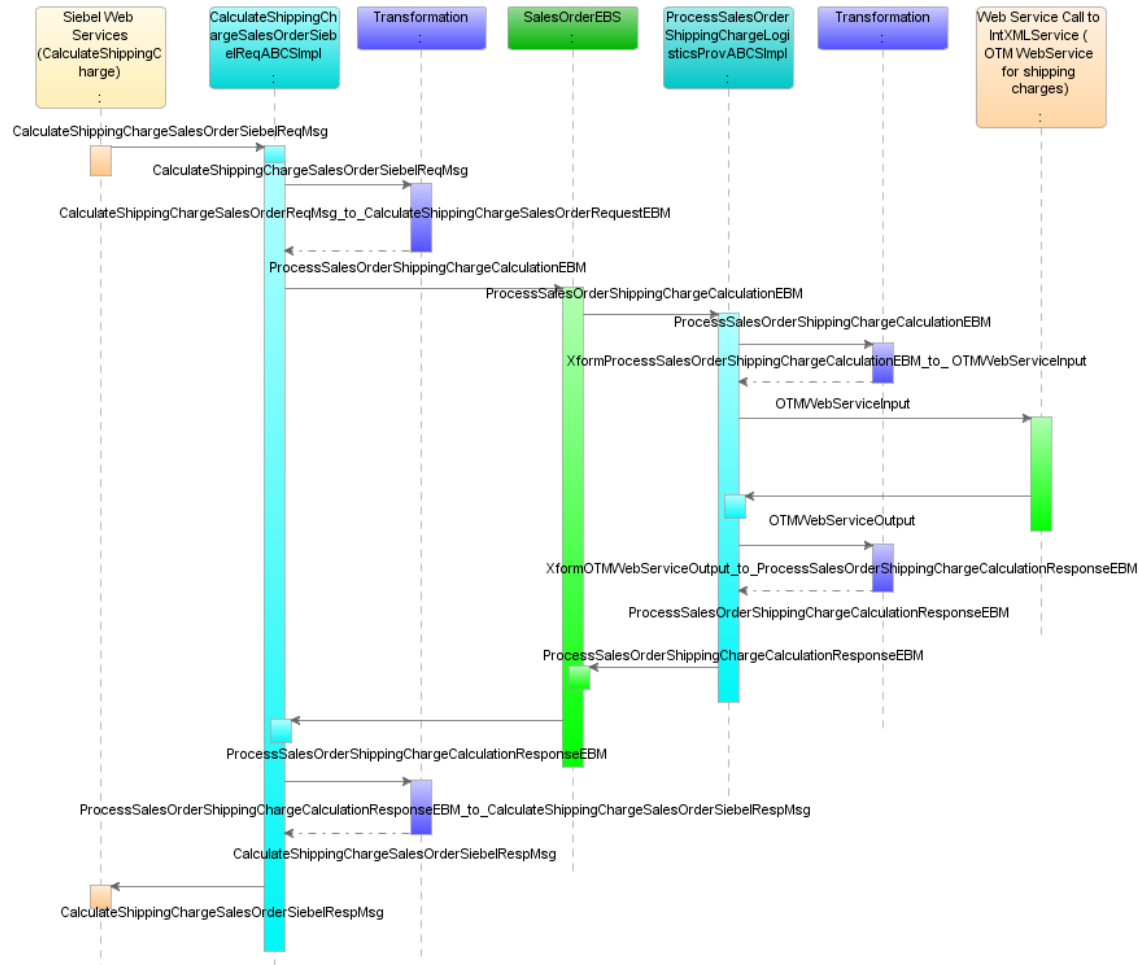 Siebel Web
Services
(CalculateShippingC
harge)
:
CalculateShippingCh
argeSalesOrderSieb
elReqABCSImpl
:
Transformation
:
SalesOrderEBS
:
ProcessSalesOrder
ShippingChargeLogi
sticsProvABCSImpl
:
Transformation
:
Web Service Call to
IntXMLService (
OTM WebService
for shipping
charges)
:
CalculateShippingChargeSalesOrderSiebelReqMsg
CalculateShippingChargeSalesOrderSiebelReqMsg
CalculateShippingChargeSalesOrderReqMsg_to_CalculateShippingChargeSalesOrderRequestEBM
ProcessSalesOrderShippingChargeCalculationEBM
ProcessSalesOrderShippingChargeCalculationEBM
ProcessSalesOrderShippingChargeCalculationEBM
XformProcessSalesOrderShippingChargeCalculationEBM_to_ OTMWebServiceInput
OTMWebServiceInput
OTMWebServiceOutput
XformOTMWebServiceOutput_to_ProcessSalesOrderShippingChargeCalculationResponseEBM
ProcessSalesOrderShippingChargeCalculationResponseEBM
ProcessSalesOrderShippingChargeCalculationResponseEBM
ProcessSalesOrderShippingChargeCalculationResponseEBM
ProcessSalesOrderShippingChargeCalculationResponseEBM_to_CalculateShippingChargeSalesOrderSiebelRespMsg
CalculateShippingChargeSalesOrderSiebelRespMsg
CalculateShippingChargeSalesOrderSiebelRespMsg